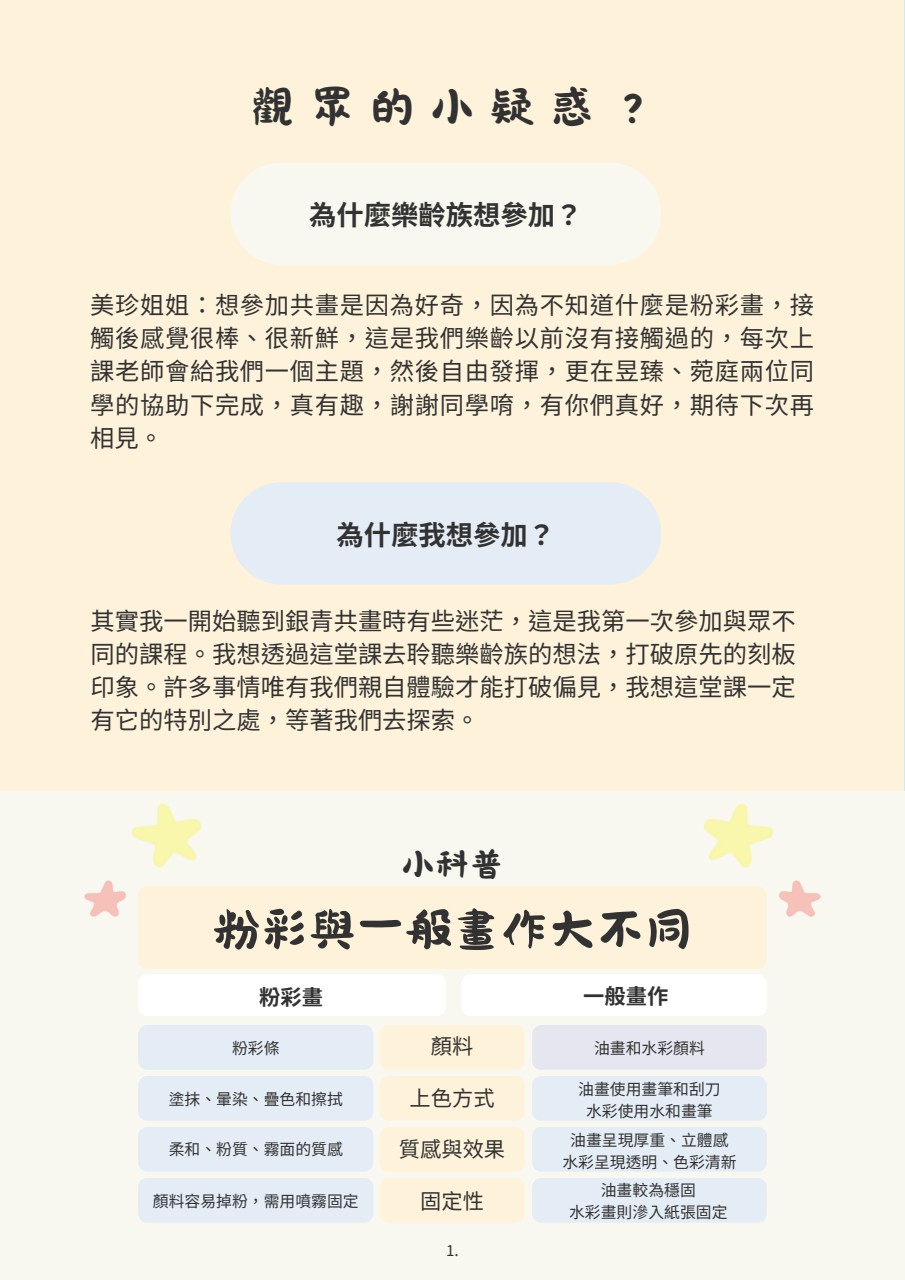 觀眾的小疑惑？
為什麼樂齡族想參加？
美珍姐姐：想參加共畫是因為好奇，因為不知道什麼是粉彩畫，接
觸後感覺很棒、很新鮮，這是我們樂齡以前沒有接觸過的，每次上
課老師會給我們一個主題，然後自由發揮，更在昱臻、菀庭兩位同
學的協助下完成，真有趣，謝謝同學唷，有你們真好，期待下次再
相見。
為什麼我想參加？
其實我一開始聽到銀青共畫時有些迷茫，這是我第一次參加與眾不
同的課程。我想透過這堂課去聆聽樂齡族的想法，打破原先的刻板
印象。許多事情唯有我們親自體驗才能打破偏見，我想這堂課一定
有它的特別之處，等著我們去探索。
小科普
粉彩與一般畫作大不同
粉彩畫
一般畫作
粉彩條
顏料
油畫和水彩顏料
塗抹、暈染、疊色和擦拭
上色方式
油畫使用畫筆和刮刀
水彩使用水和畫筆
柔和、粉質、霧面的質感
質感與效果
油畫呈現厚重、立體感
水彩呈現透明、色彩清新
顏料容易掉粉，需用噴霧固定
固定性
油畫較為穩固
水彩畫則滲入紙張固定
1.